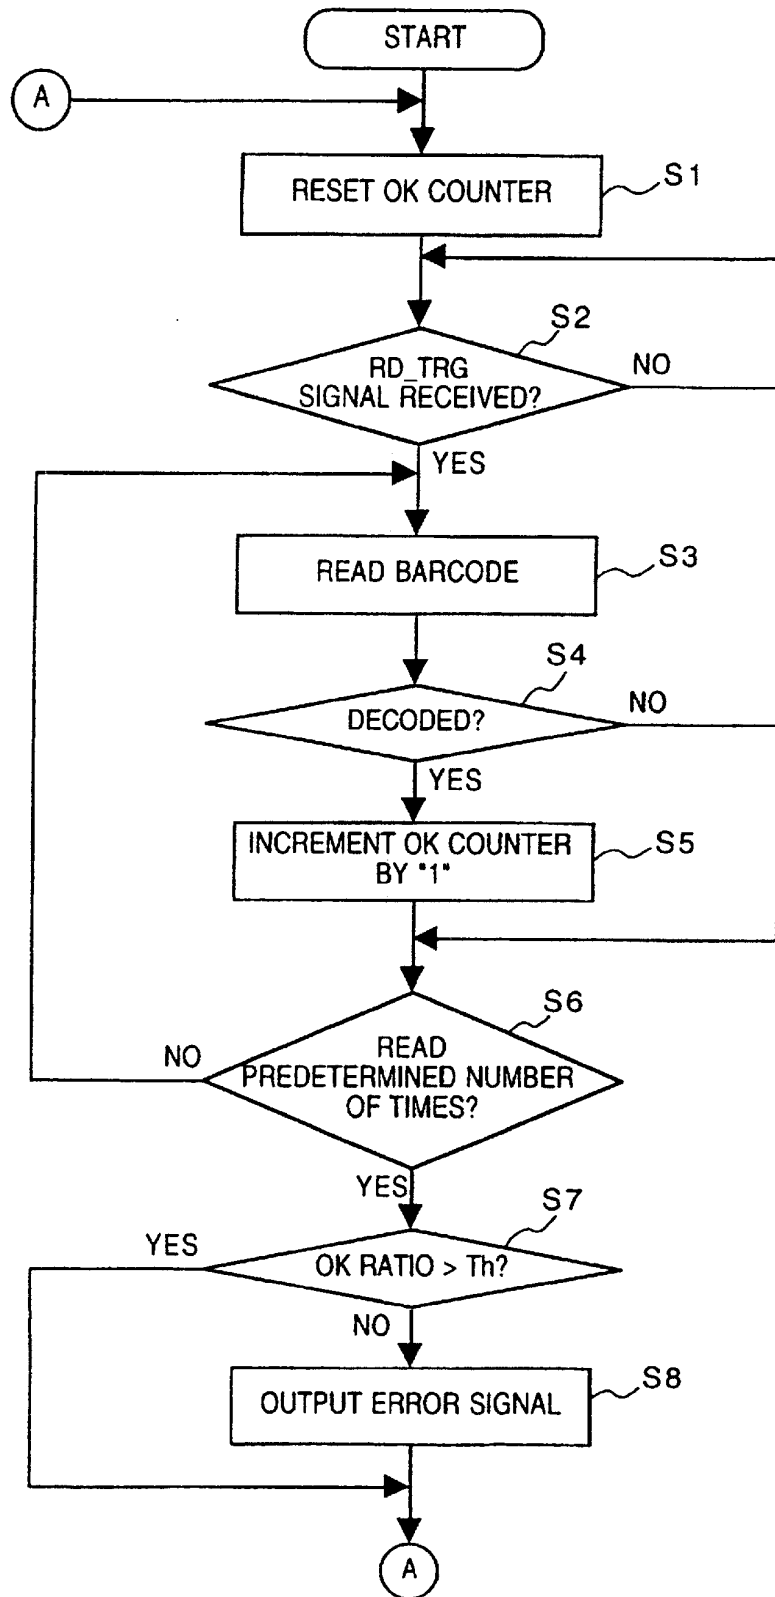 START
A
RESET OK COUNTER
S1
S2
RD_TRG
SIGNAL RECEIVED?
NO
YES
READ BARCODE
S3
S4
DECODED?
NO
YES
INCREMENT OK COUNTER
BY "1"
S5
S6
READ
PREDETERMINED NUMBER
OF TIMES?
NO
YES
S7
YES
OK RATIO > Th?
NO
OUTPUT ERROR SIGNAL
S8
A